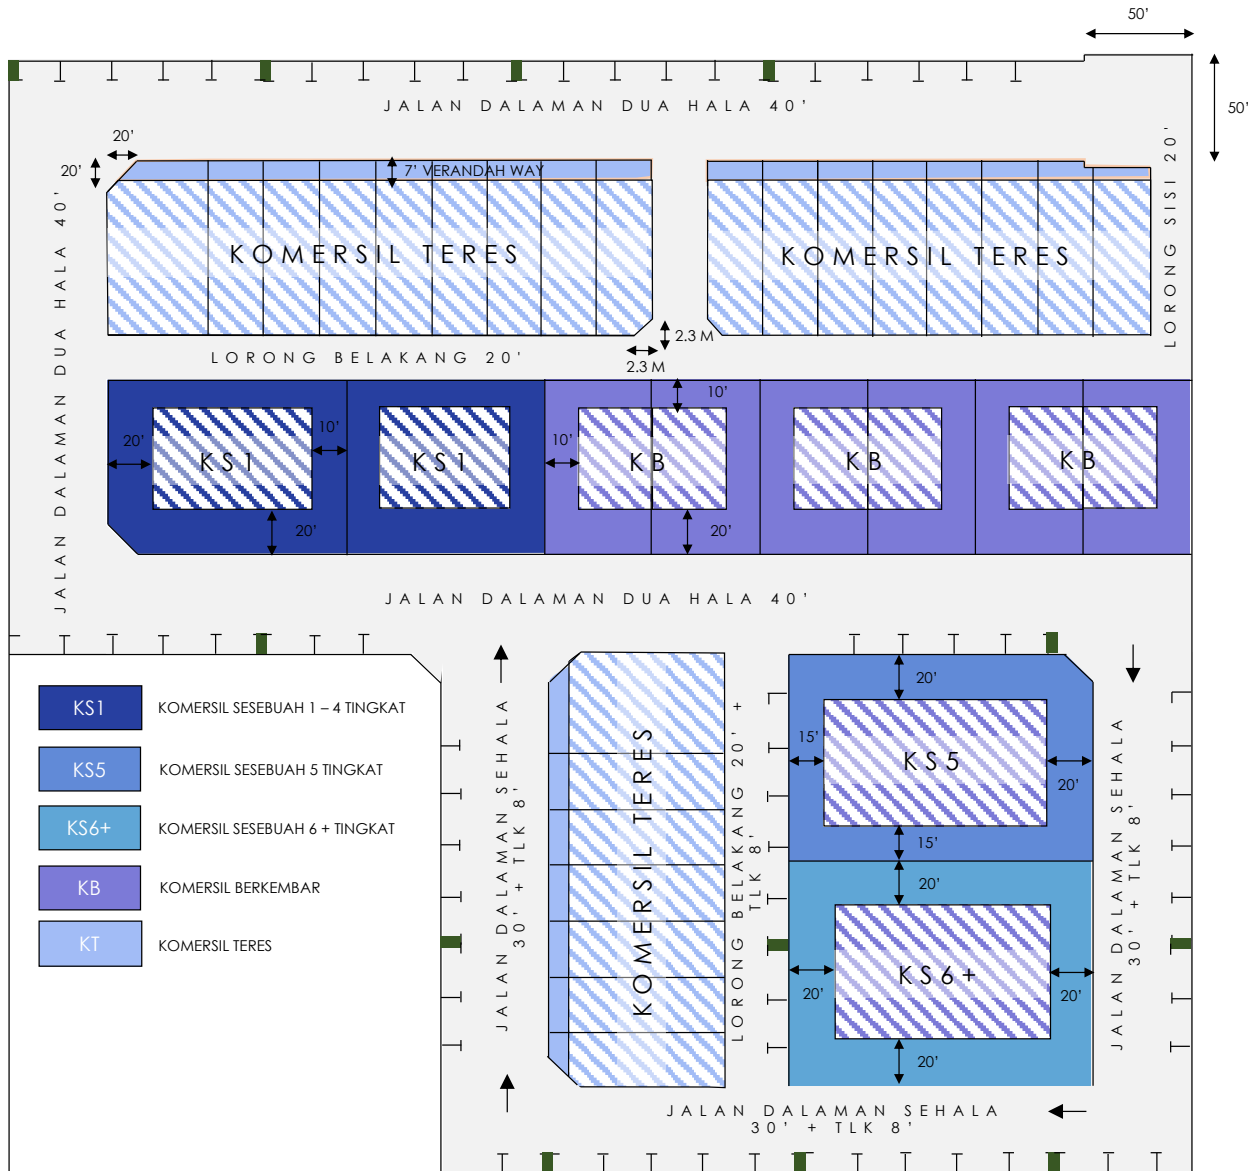 50'
50'
JALAN DALAMAN DUA HALA 40'
20'
20'
7' VERANDAH WAY
KOMERSIL TERES
KOMERSIL TERES
LORONG SISI 20'
JALAN DALAMAN DUA HALA 40'
2.3 M
2.3 M
LORONG BELAKANG 20'
10'
20'
10'
10'
KS1
KS1
KB
KB
KB
20'
20'
JALAN DALAMAN DUA HALA 40'
KS1
KOMERSIL SESEBUAH 1 – 4 TINGKAT
KS5
KOMERSIL SESEBUAH 5 TINGKAT
KS6+
KOMERSIL SESEBUAH 6 + TINGKAT
KB
KOMERSIL BERKEMBAR
KT
KOMERSIL TERES
JALAN DALAMAN SEHALA
30' + TLK 8'
KOMERSIL TERES
LORONG BELAKANG 20' +
TLK 8'
20'
15'
KS5
20'
15'
20'
KS6+
20'
20'
20'
JALAN DALAMAN SEHALA
30' + TLK 8'
JALAN DALAMAN SEHALA
30' + TLK 8'